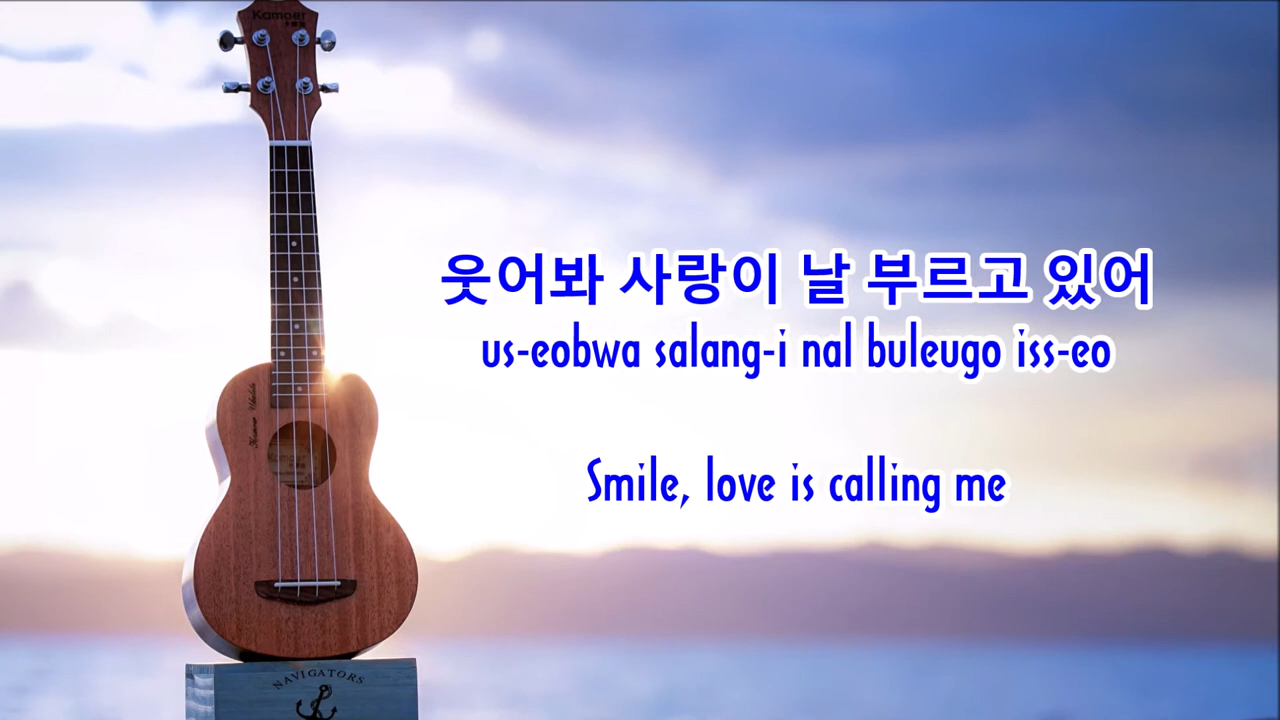 Kamoer
웃어봐 사랑이 날 부르고 있어
us-eobwa salang-i nal buleugo iss-eo
Smile, love is calling me
NAVIGATORS